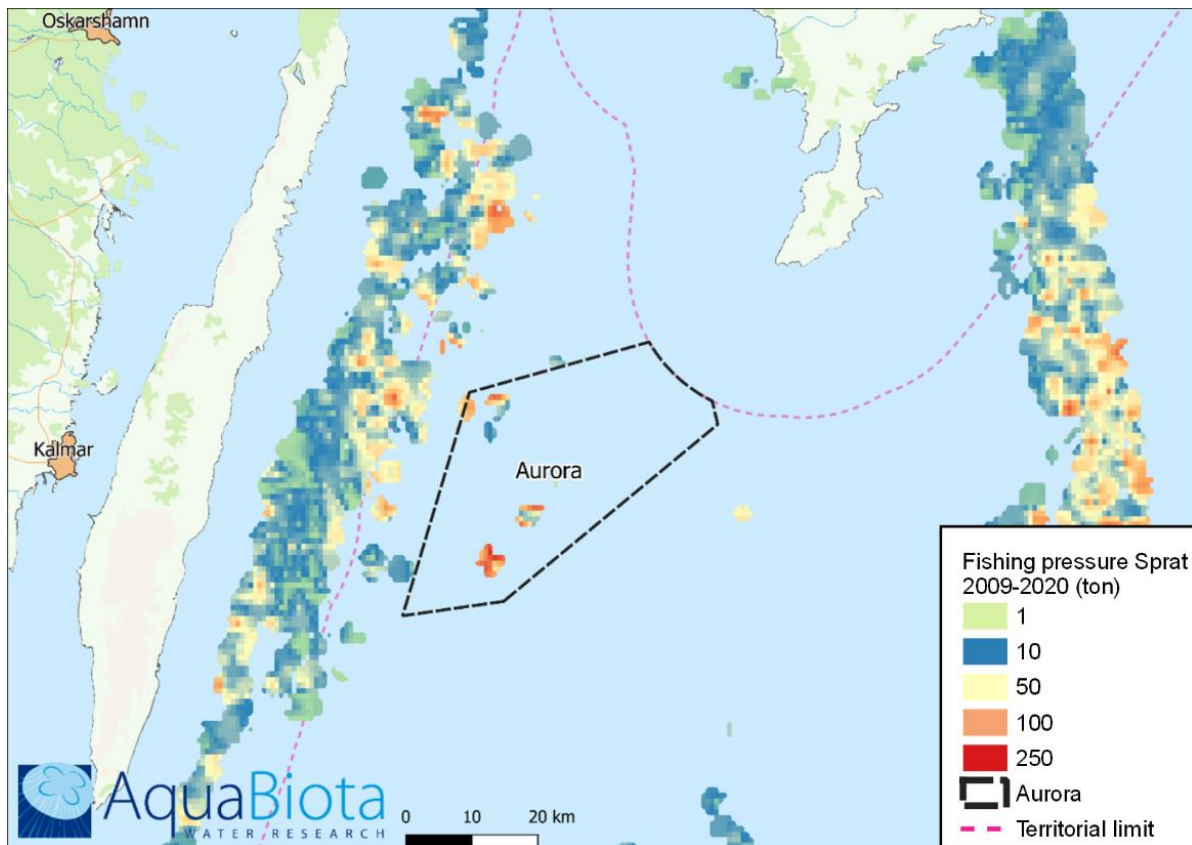 Oskarshamn
Kalmar
Aurora
Fishing pressure Sprat
2009-2020 (ton)
1
10
50
100
250
Aurora
Territorial limit
AquaBiota
WATER RESEARCH
0 10 20 km